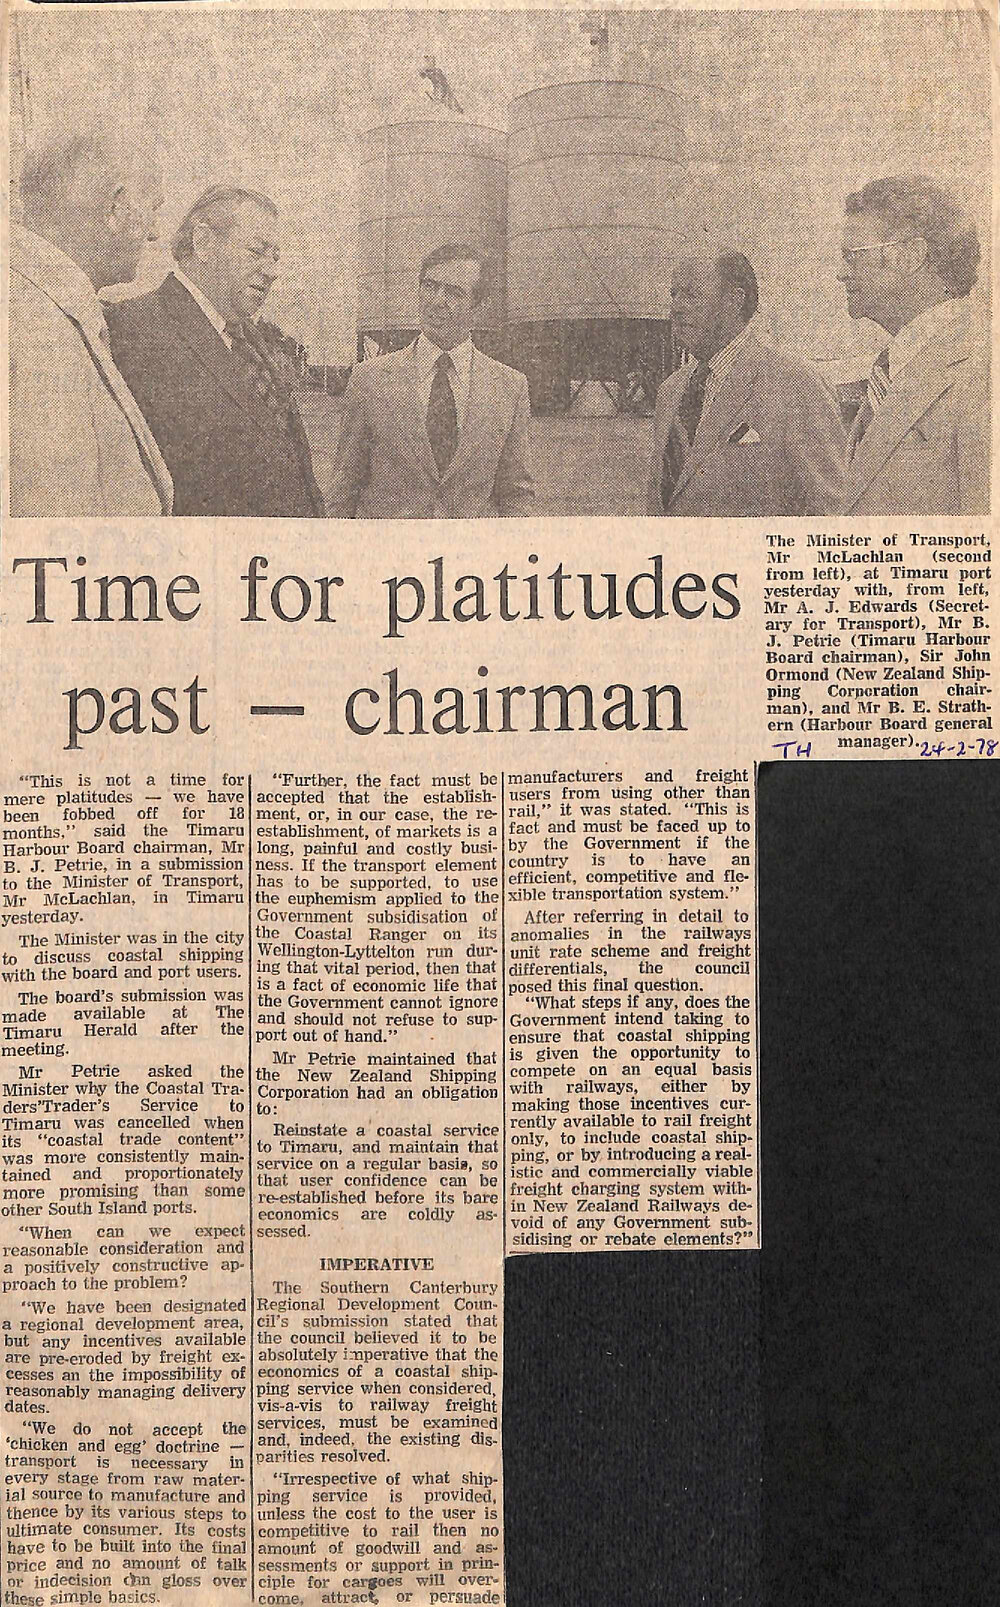 Time for platitudes
past — chairman
The Minister of Transport,
Mr McLachlan (second
from left), at Timaru port
yesterday with, from left,
Mr A. J. Edwards (Secret-
ary for Transport), Mr B.
J. Petrie (Timaru Harbour
Board chairman), Sir John
Ormond (New Zealand Ship-
ping Corporation chair-
man), and Mr B. E. Strath-
ern (Harbour Board general
manager).
TH 24-2-78
"This is not a time for
mere platitudes — we have
been fobbed off for 18
months," said the Timaru
Harbour Board chairman, Mr
B. J. Petrie, in a submission
to the Minister of Transport,
Mr McLachlan, in Timaru
yesterday.
The Minister was in the city
to discuss coastal shipping
with the board and port users.
The board's submission was
made available at The
Timaru Herald after the
meeting.
Mr Petrie asked the
Minister why the Coastal Tra-
ders'Trader's Service to
Timaru was cancelled when
its "coastal trade content"
was more consistently main-
tained and proportionately
more promising than some
other South Island ports.
"When can we expect
reasonable consideration and
a positively constructive ap-
proach to the problem?
"We have been designated
a regional development area,
but any incentives available
are pre-eroded by freight ex-
cesses an the impossibility of
reasonably managing delivery
dates.
"We do not accept the
'chicken and egg' doctrine —
transport is necessary in
every stage from raw mater-
ial source to manufacture and
thence by its various steps to
ultimate consumer. Its costs
have to be built into the final
price and no amount of talk
or indecision can gloss over
these simple basics.
"Further, the fact must be
accepted that the establish-
ment, or, in our case, the re-
establishment, of markets is a
long, painful and costly busi-
ness. If the transport element
has to be supported, to use
the euphemism applied to the
Government subsidisation of
the Coastal Ranger on its
Wellington-Lyttelton run dur-
ing that vital period, then that
is a fact of economic life that
the Government cannot ignore
and should not refuse to sup-
port out of hand."
Mr Petrie maintained that
the New Zealand Shipping
Corporation had an obligation
to:
Reinstate a coastal service
to Timaru, and maintain that
service on a regular basis, so
that user confidence can be
re-established before its bare
economics are coldly as-
sessed.
IMPERATIVE
The Southern Canterbury
Regional Development Coun-
cil's submission stated that
the council believed it to be
absolutely imperative that the
economics of a coastal ship-
ping service when considered,
vis-a-vis to railway freight
services, must be examined
and, indeed, the existing dis-
parities resolved.
"Irrespective of what ship-
ping service is provided,
unless the cost to the user is
competitive to rail then no
amount of goodwill and as-
sessments or support in prin-
ciple for cargoes will over-
come, attract, or persuade
manufacturers and freight
users from using other than
rail," it was stated. "This is
fact and must be faced up to
by the Government if the
country is to have an
efficient, competitive and fle-
xible transportation system."
After referring in detail to
anomalies in the railways
unit rate scheme and freight
differentials, the council
posed this final question.
"What steps if any, does the
Government intend taking to
ensure that coastal shipping
is given the opportunity to
compete on an equal basis
with railways, either by
making those incentives cur-
rently available to rail freight
only, to include coastal ship-
ping, or by introducing a real-
istic and commercially viable
freight charging system with-
in New Zealand Railways de-
void of any Government sub-
sidising or rebate elements?"